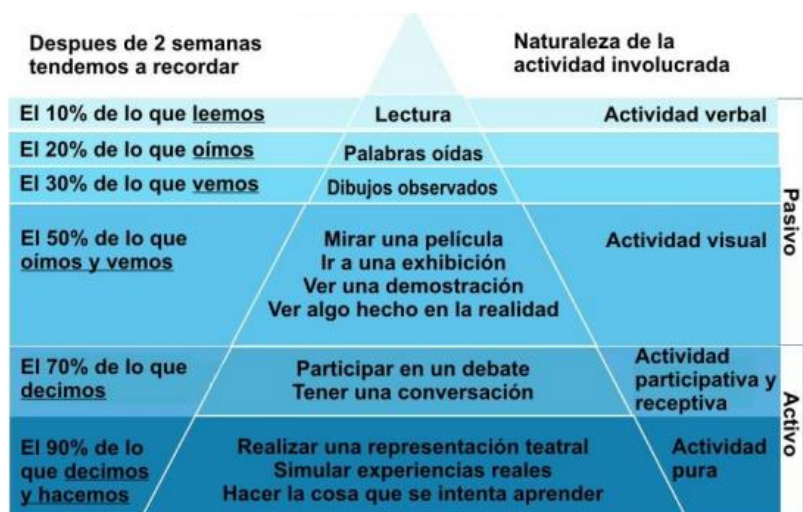 Despues de 2 semanas
tendemos a recordar
Naturaleza de la
actividad involucrada
El 10% de lo que leemos
Lectura
Actividad verbal
El 20% de lo que oímos
Palabras oídas
El 30% de lo que vemos
Dibujos observados
El 50% de lo que
oímos y vemos
Mirar una película
Ir a una exhibición
Ver una demostración
Ver algo hecho en la realidad
Actividad visual
Pasivo
El 70% de lo que
decimos
Participar en un debate
Tener una conversación
Actividad
participativa y
receptiva
El 90% de lo
que decimos
y hacemos
Realizar una representación teatral
Simular experiencias reales
Hacer la cosa que se intenta aprender
Actividad
pura
Activo